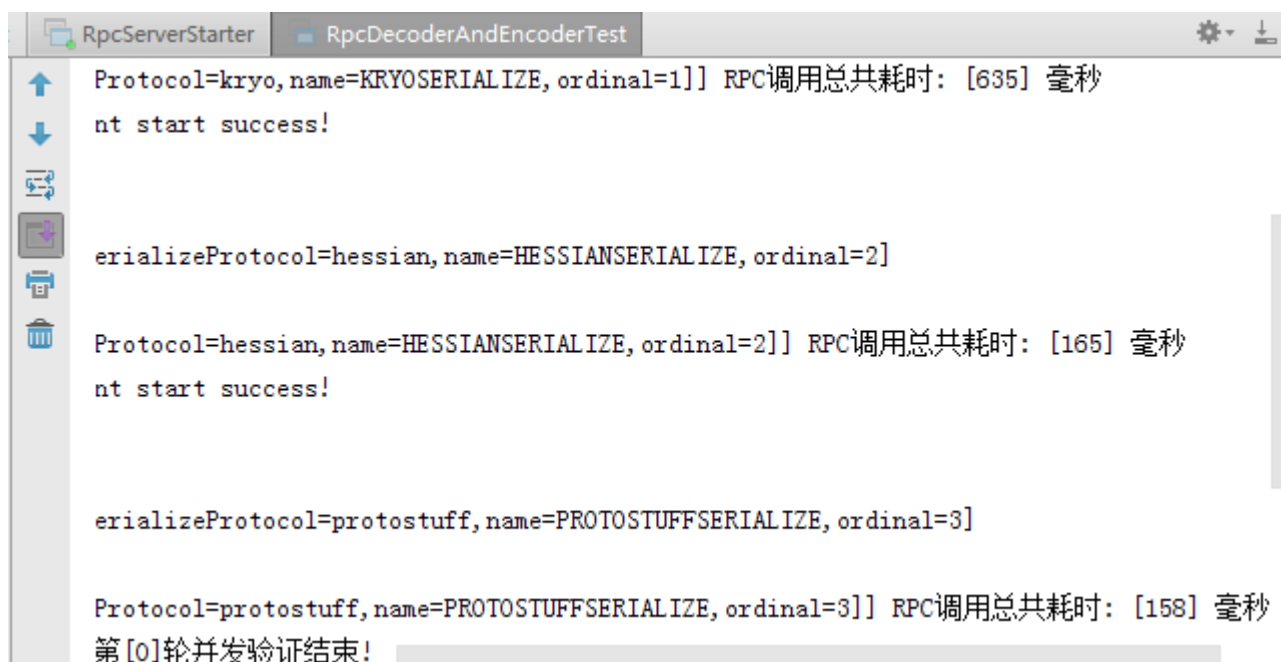 RpcServerStarter RpcDecoderAndEncoderTest
Protocol=kryo,name=KRYOSERIALIZE,ordinal=1]] RPC调用总共耗时: [635] 毫秒
nt start success!
erializeProtocol=hessian,name=HESSIANSERIALIZE,ordinal=2]
Protocol=hessian,name=HESSIANSERIALIZE,ordinal=2]] RPC调用总共耗时: [165] 毫秒
nt start success!
erializeProtocol=protostuff,name=PROTOSTUFFSERIALIZE,ordinal=3]
Protocol=protostuff,name=PROTOSTUFFSERIALIZE,ordinal=3]] RPC调用总共耗时: [158] 毫秒
第[0]轮并发验证结束!